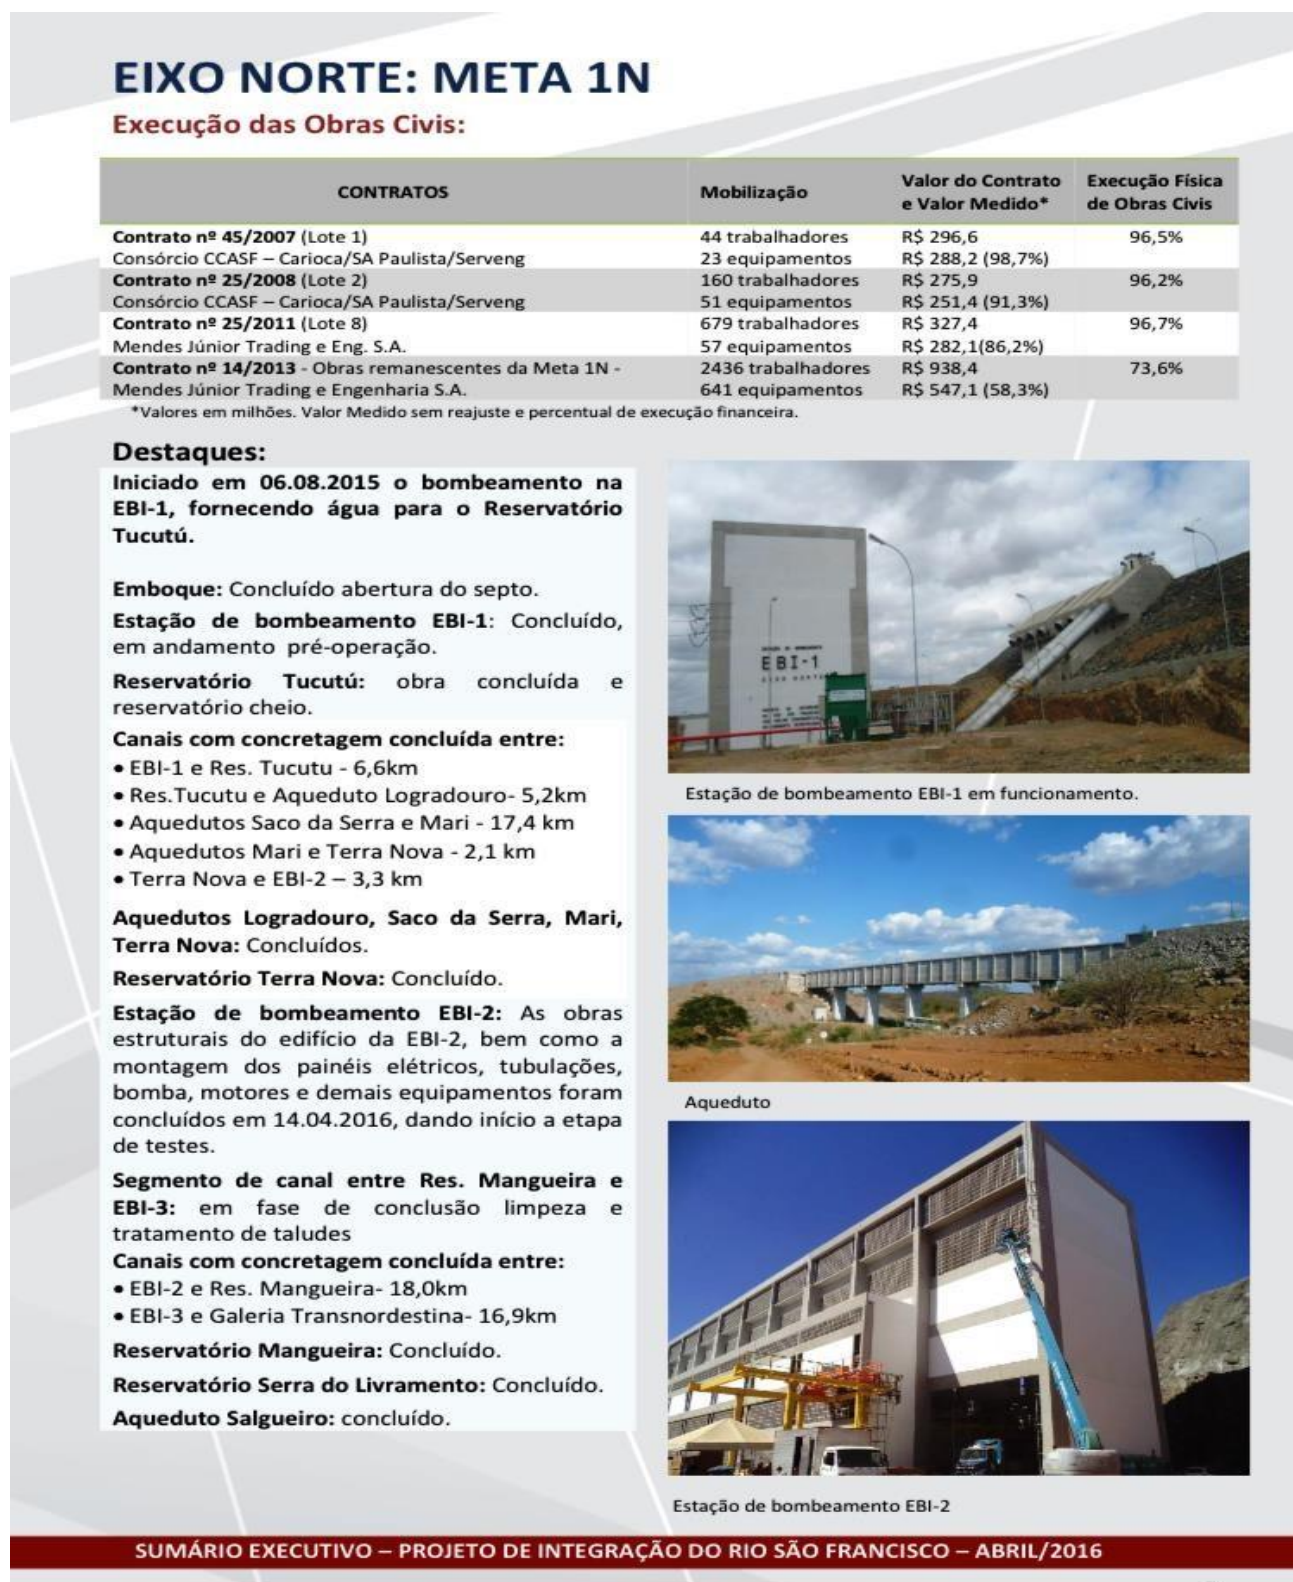 EIXO NORTE: META 1N
Execução das Obras Civis:
CONTRATOS
Mobilização
Valor do Contrato
e Valor Medido*
Execução Física
de Obras Civis
Contrato nº 45/2007 (Lote 1) 44 trabalhadores R$ 296,6 96,5%
Consórcio CCASF – Carioca/SA Paulista/Serveng 23 equipamentos R$ 288,2 (98,7%)
Contrato nº 25/2008 (Lote 2) 160 trabalhadores R$ 275,9 96,2%
Consórcio CCASF – Carioca/SA Paulista/Serveng 51 equipamentos R$ 251,4 (91,3%)
Contrato nº 25/2011 (Lote 8) 679 trabalhadores R$ 327,4 96,7%
Mendes Júnior Trading e Eng. S.A. 57 equipamentos R$ 282,1(86,2%)
Contrato nº 14/2013 - Obras remanescentes da Meta 1N - 2436 trabalhadores R$ 938,4 73,6%
Mendes Júnior Trading e Engenharia S.A. 641 equipamentos R$ 547,1 (58,3%)
*Valores em milhões. Valor Medido sem reajuste e percentual de execução financeira.
Destaques:
Iniciado em 06.08.2015 o bombeamento na
EBI-1, fornecendo água para o Reservatório
Tucutú.
Emboque: Concluído abertura do septo.
Estação de bombeamento EBI-1: Concluído,
em andamento pré-operação.
Reservatório Tucutú: obra concluída e
reservatório cheio.
Canais com concretagem concluída entre:
• EBI-1 e Res. Tucutu - 6,6km
• Res.Tucutu e Aqueduto Logradouro- 5,2km
• Aquedutos Saco da Serra e Mari - 17,4 km
• Aquedutos Mari e Terra Nova - 2,1 km
• Terra Nova e EBI-2 – 3,3 km
Aquedutos Logradouro, Saco da Serra, Mari,
Terra Nova: Concluídos.
Reservatório Terra Nova: Concluído.
Estação de bombeamento EBI-2: As obras
estruturais do edifício da EBI-2, bem como a
montagem dos painéis elétricos, tubulações,
bomba, motores e demais equipamentos foram
concluídos em 14.04.2016, dando início a etapa
de testes.
Segmento de canal entre Res. Mangueira e
EBI-3: em fase de conclusão limpeza e
tratamento de taludes
Canais com concretagem concluída entre:
• EBI-2 e Res. Mangueira- 18,0km
• EBI-3 e Galeria Transnordestina- 16,9km
Reservatório Mangueira: Concluído.
Reservatório Serra do Livramento: Concluído.
Aqueduto Salgueiro: concluído.
EBI-1
Estação de bombeamento EBI-1 em funcionamento.
Aqueduto
Estação de bombeamento EBI-2
SUMÁRIO EXECUTIVO – PROJETO DE INTEGRAÇÃO DO RIO SÃO FRANCISCO – ABRIL/2016